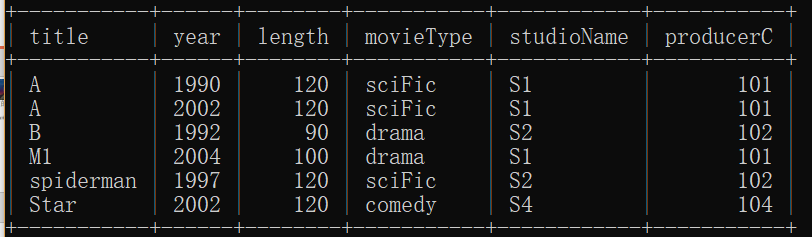 title | year | length | movieType | studioName | producerC
A | 1990 | 120 | sciFic | S1 | 101
A | 2002 | 120 | sciFic | S1 | 101
B | 1992 | 90 | drama | S2 | 102
M1 | 2004 | 100 | drama | S1 | 101
spiderman | 1997 | 120 | sciFic | S2 | 102
Star | 2002 | 120 | comedy | S4 | 104